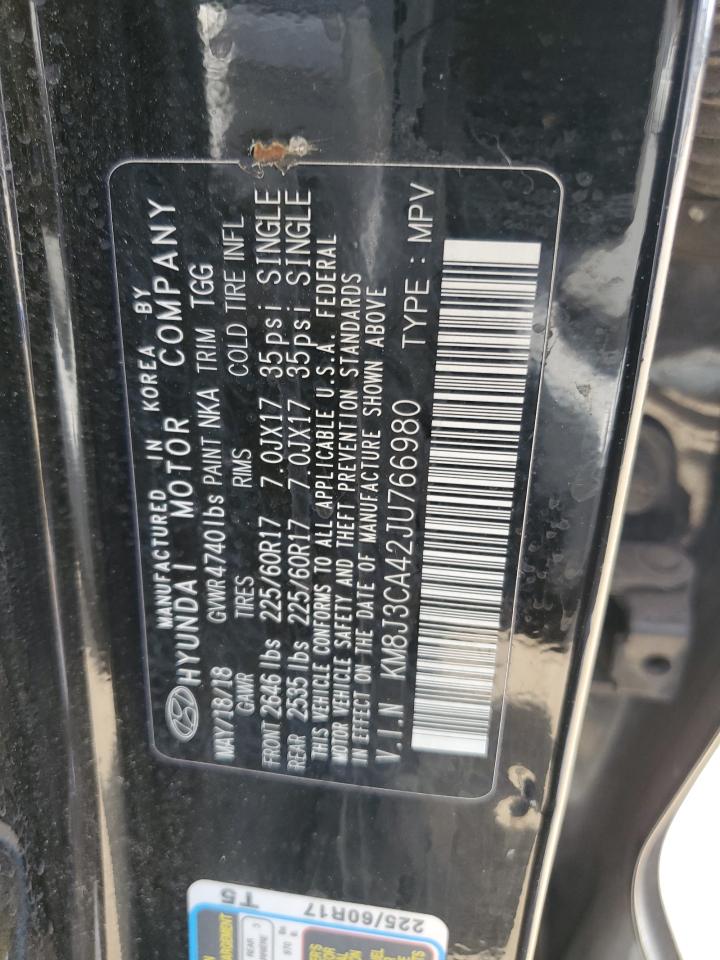 MANUFACTURED IN KOREA BY
HYUNDAI MOTOR COMPANY
MAY/18/18 GVWR 4740lbs PAINT NKA TRIM TGG
GAWR TIRES RIMS COLD TIRE INFL
FRONT 2646 lbs 225/60R17 7.0JX17 35psi SINGLE
REAR 2535 lbs 225/60R17 7.0JX17 35psi SINGLE
THIS VEHICLE CONFORMS TO ALL APPLICABLE U.S.A. FEDERAL
MOTOR VEHICLE SAFETY AND THEFT PREVENTION STANDARDS
IN EFFECT ON THE DATE OF MANUFACTURE SHOWN ABOVE
V.I.N KM8J3CA42JU766980 TYPE : MPV
T5
225/60R17
REAR 3